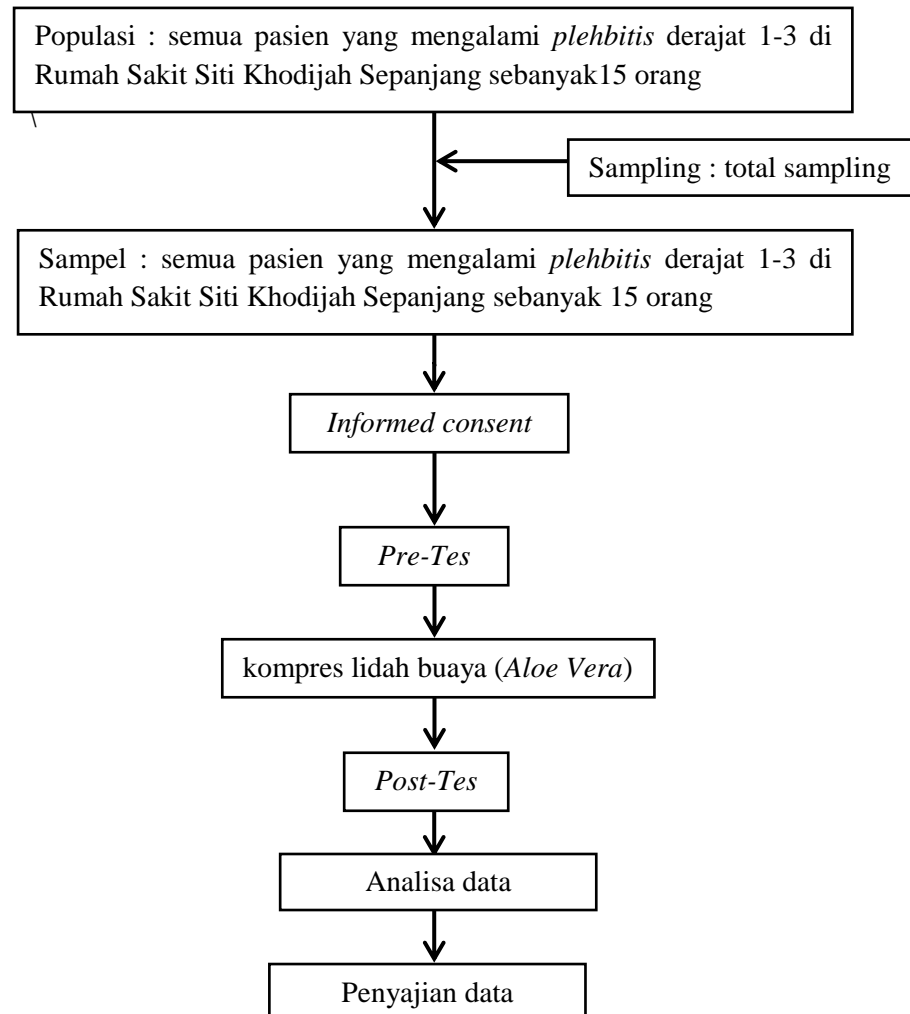 Populasi : semua pasien yang mengalami plehbitis derajat 1-3 di
Rumah Sakit Siti Khodijah Sepanjang sebanyak15 orang
\
Sampling : total sampling
Sampel : semua pasien yang mengalami plehbitis derajat 1-3 di
Rumah Sakit Siti Khodijah Sepanjang sebanyak 15 orang
Informed consent
Pre-Tes
kompres lidah buaya (Aloe Vera)
Post-Tes
Analisa data
Penyajian data